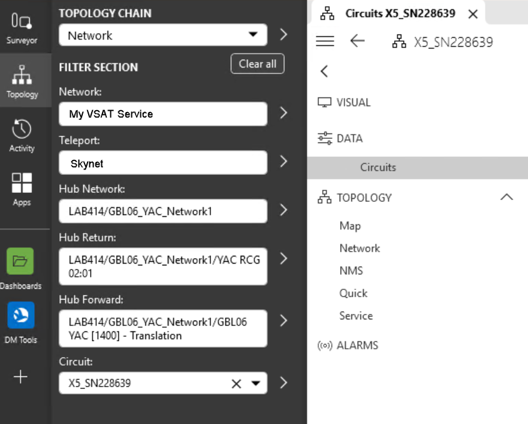 Surveyor
Topology
Activity
Apps
Dashboards
DM Tools
TOPOLOGY CHAIN
Network
FILTER SECTION
Clear all
Network:
My VSAT Service
Teleport:
Skynet
Hub Network:
LAB414/GBL06_YAC_Network1
Hub Return:
LAB414/GBL06_YAC_Network1/YAC RCG
02:01
Hub Forward:
LAB414/GBL06_YAC_Network1/GBL06
YAC [1400] - Translation
Circuit:
X5_SN228639
Circuits X5_SN228639
X5_SN228639
VISUAL
DATA
Circuits
TOPOLOGY
Map
Network
NMS
Quick
Service
ALARMS